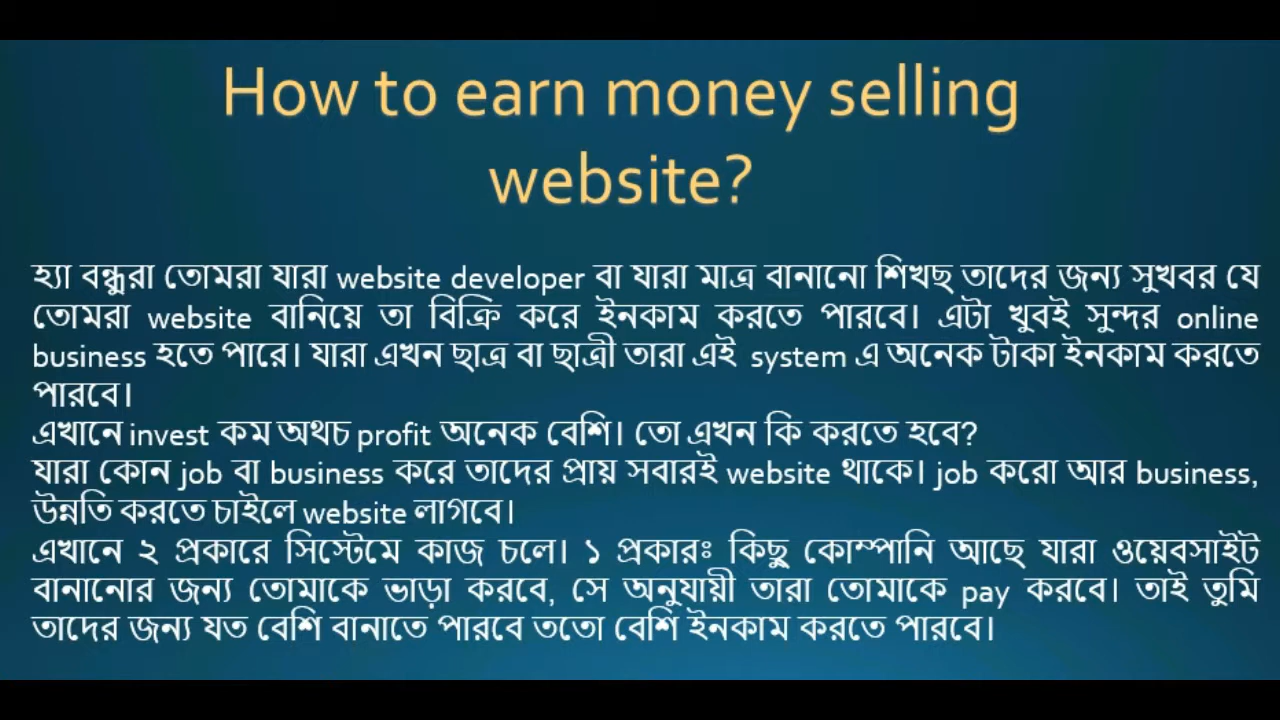 How to earn money selling
website?
হ্যা বন্ধুরা তোমরা যারা website developer বা যারা মাত্র বানানো শিখছ তাদের জন্য সুখবর যে
তোমরা website বানিয়ে তা বিক্রি করে ইনকাম করতে পারবে। এটা খুবই সুন্দর online
business হতে পারে। যারা এখন ছাত্র বা ছাত্রী তারা এই system এ অনেক টাকা ইনকাম করতে
পারবে।
এখানে invest কম অথচ profit অনেক বেশি। তো এখন কি করতে হবে?
যারা কোন job বা business করে তাদের প্রায় সবারই website থাকে। job করো আর business,
উন্নতি করতে চাইলে website লাগবে।
এখানে ২ প্রকারে সিস্টেমে কাজ চলে। ১ প্রকারঃ কিছু কোম্পানি আছে যারা ওয়েবসাইট
বানানোর জন্য তোমাকে ভাড়া করবে, সে অনুযায়ী তারা তোমাকে pay করবে। তাই তুমি
তাদের জন্য যত বেশি বানাতে পারবে ততো বেশি ইনকাম করতে পারবে।